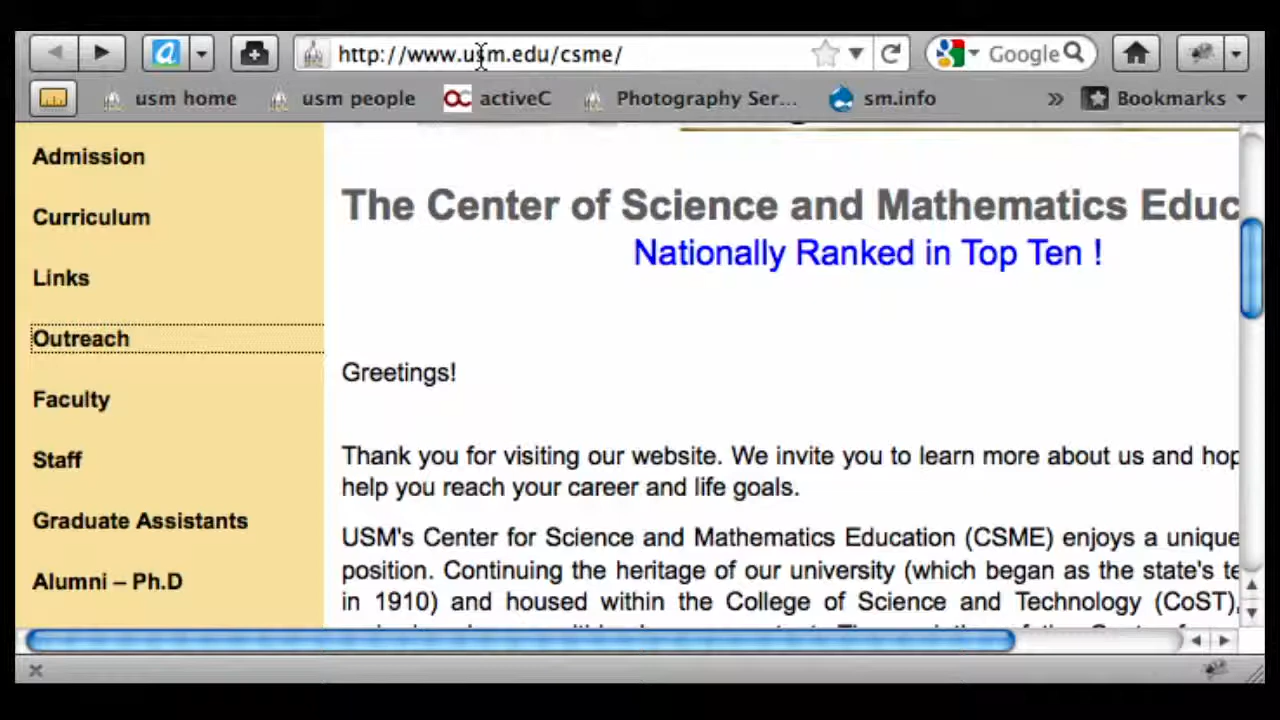 http://www.usm.edu/csme/
Google
usm home
usm people
activeC
Photography Ser...
sm.info
Bookmarks
Admission
Curriculum
Links
Outreach
Faculty
Staff
Graduate Assistants
Alumni – Ph.D
The Center of Science and Mathematics Educ
Nationally Ranked in Top Ten !
Greetings!
Thank you for visiting our website. We invite you to learn more about us and hop
help you reach your career and life goals.
USM's Center for Science and Mathematics Education (CSME) enjoys a unique
position. Continuing the heritage of our university (which began as the state's te
in 1910) and housed within the College of Science and Technology (CoST),